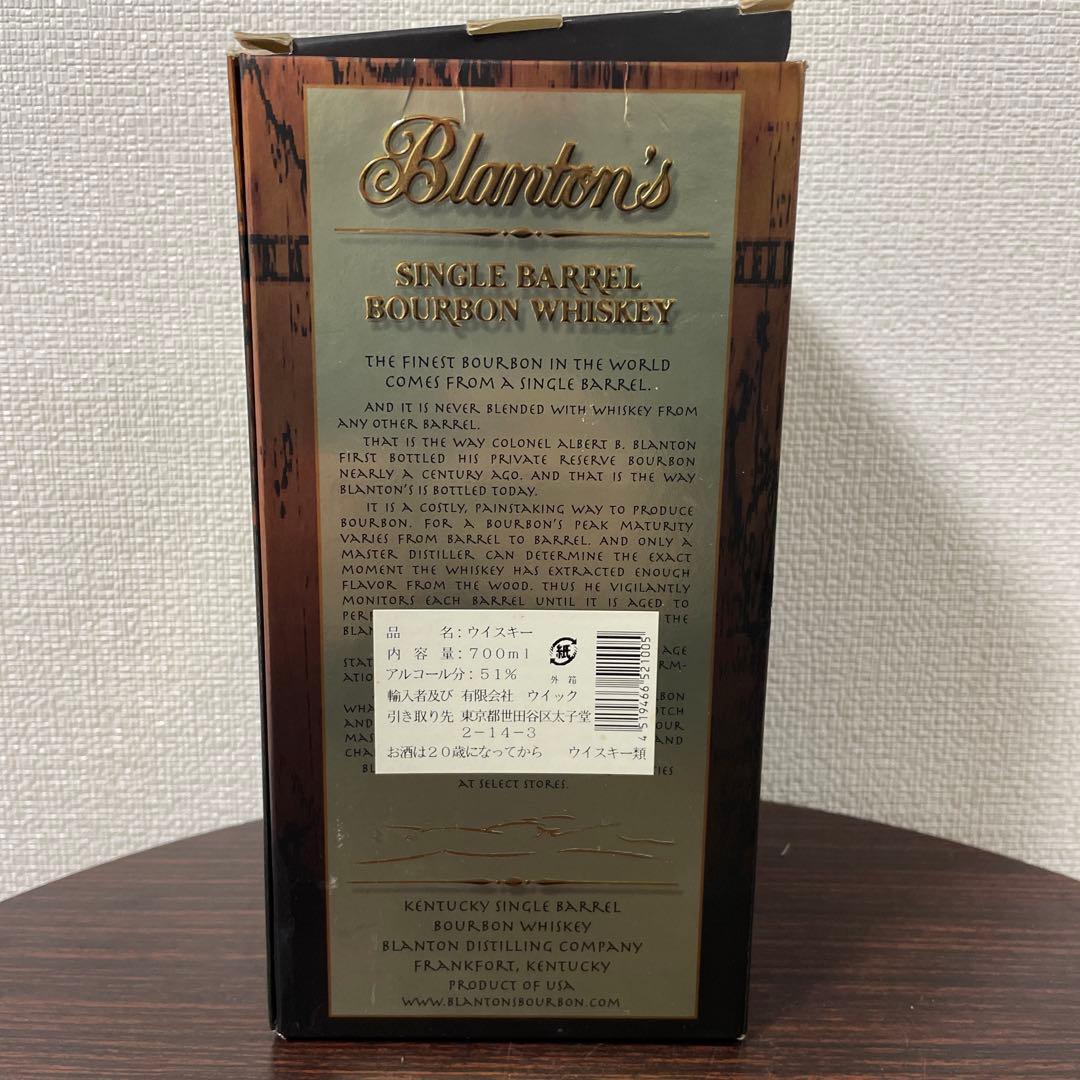 Blanton's
SINGLE BARREL
BOURBON WHISKEY
THE FINEST BOURBON IN THE WORLD
COMES FROM A SINGLE BARREL.
AND IT IS NEVER BLENDED WITH WHISKEY FROM
ANY OTHER BARREL.
THAT IS THE WAY COLONEL ALBERT B. BLANTON
FIRST BOTTLED HIS PRIVATE RESERVE BOURBON
NEARLY A CENTURY AGO. AND THAT IS THE WAY
BLANTON'S IS BOTTLED TODAY.
IT IS A COSTLY, PAINSTAKING WAY TO PRODUCE
BOURBON. FOR A BOURBON'S PEAK MATURITY
VARIES FROM BARREL TO BARREL. AND ONLY A
MASTER DISTILLER CAN DETERMINE THE EXACT
MOMENT THE WHISKEY HAS EXTRACTED ENOUGH
FLAVOR FROM THE WOOD. THUS HE VIGILANTLY
MONITORS EACH BARREL UNTIL IT IS AGED TO
THE
AGE
AND
AND
AT SELECT STORES.
品名:ウイスキー
内容量:700ml
アルコール分:51%
輸入者及び 有限会社 ウイック
引き取り先 東京都世田谷区太子堂
2-14-3
お酒は20歳になってから ウイスキー類
紙
外箱
4 519466 521005
KENTUCKY SINGLE BARREL
BOURBON WHISKEY
BLANTON DISTILLING COMPANY
FRANKFORT, KENTUCKY
PRODUCT OF USA
WWW.BLANTONSBOURBON.COM